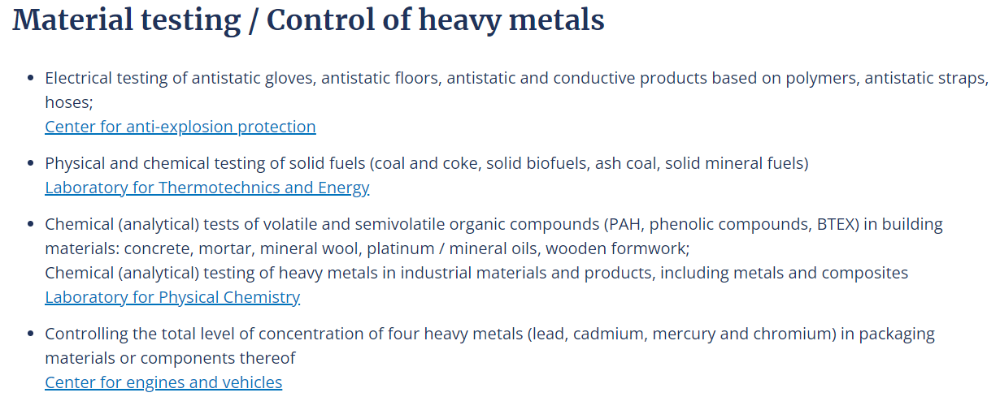 Material testing / Control of heavy metals
• Electrical testing of antistatic gloves, antistatic floors, antistatic and conductive products based on polymers, antistatic straps,
hoses;
Center for anti-explosion protection
• Physical and chemical testing of solid fuels (coal and coke, solid biofuels, ash coal, solid mineral fuels)
Laboratory for Thermotechnics and Energy
• Chemical (analytical) tests of volatile and semivolatile organic compounds (PAH, phenolic compounds, BTEX) in building
materials: concrete, mortar, mineral wool, platinum / mineral oils, wooden formwork;
Chemical (analytical) testing of heavy metals in industrial materials and products, including metals and composites
Laboratory for Physical Chemistry
• Controlling the total level of concentration of four heavy metals (lead, cadmium, mercury and chromium) in packaging
materials or components thereof
Center for engines and vehicles